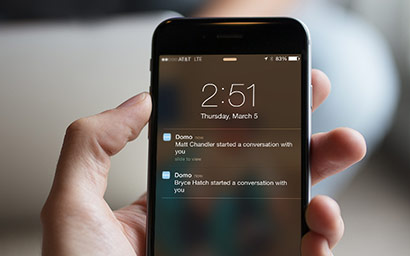 AT&T LTE 83%
2:51
Thursday, March 5
Domo now
Matt Chandler started a conversation with
you
slide to view
Domo now
Bryce Hatch started a conversation with
you